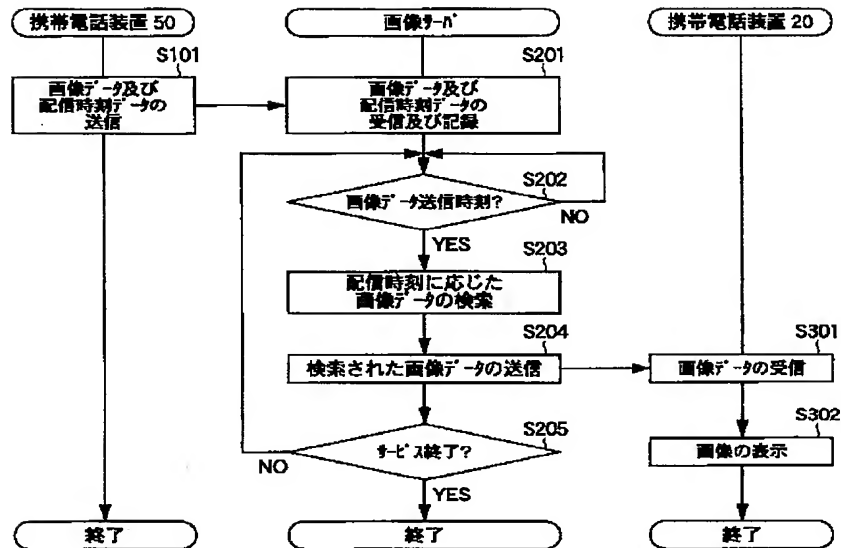 携帯電話装置 50
画像ｻｰﾊﾞ
携帯電話装置 20
S101
画像ﾃﾞｰﾀ及び
配信時刻ﾃﾞｰﾀの
送信
S201
画像ﾃﾞｰﾀ及び
配信時刻ﾃﾞｰﾀの
受信及び記録
S202
画像ﾃﾞｰﾀ送信時刻?
NO
YES
S203
配信時刻に応じた
画像ﾃﾞｰﾀの検索
S204
検索された画像ﾃﾞｰﾀの送信
S301
画像ﾃﾞｰﾀの受信
S205
ｻｰﾋﾞｽ終了?
NO
YES
S302
画像の表示
終了
終了
終了